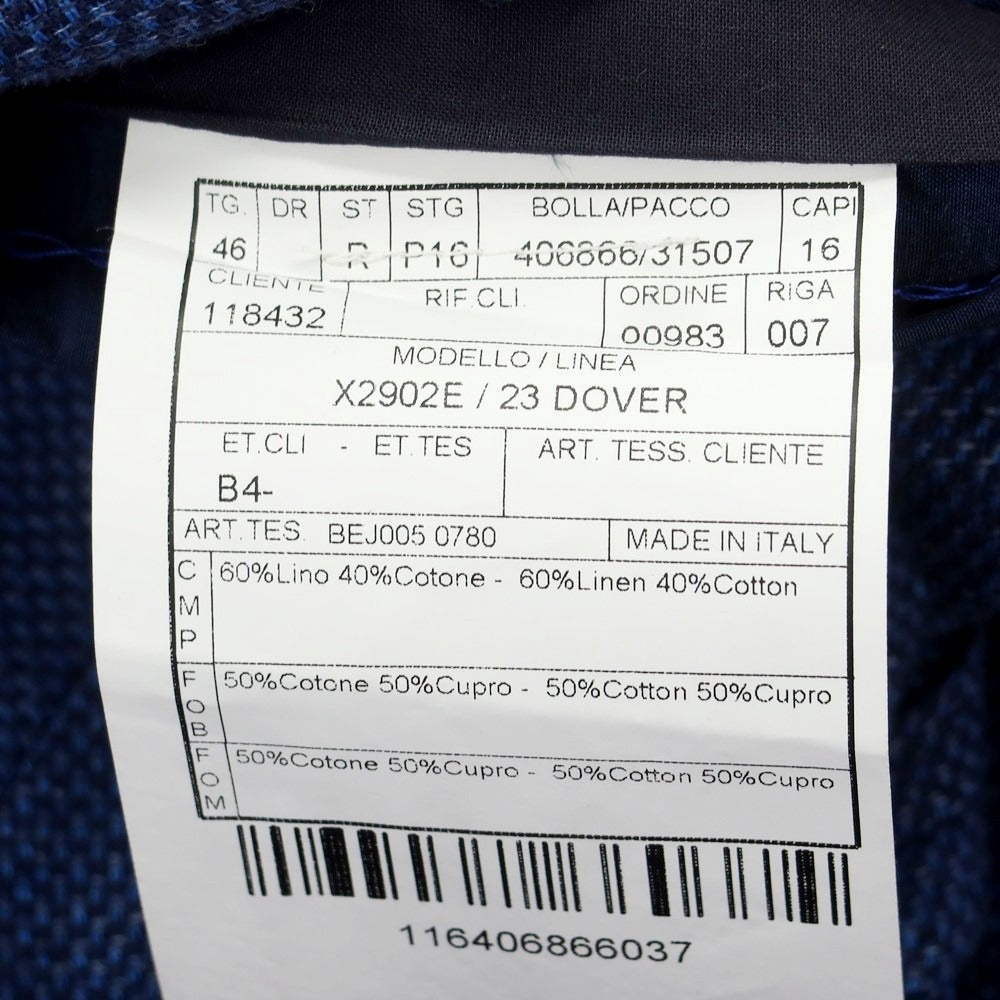 TG. DR ST STG BOLLA/PACCO CAPI
46 R P16 406866/31507 16
CLIENTE RIF.CLI. ORDINE RIGA
118432 00983 007
MODELLO / LINEA
X2902E / 23 DOVER
ET.CLI - ET.TES ART. TESS. CLIENTE
B4-
ART.TES. BEJ005 0780 MADE IN ITALY
CMP 60%Lino 40%Cotone - 60%Linen 40%Cotton
FOB 50%Cotone 50%Cupro - 50%Cotton 50%Cupro
FOM 50%Cotone 50%Cupro - 50%Cotton 50%Cupro
116406866037